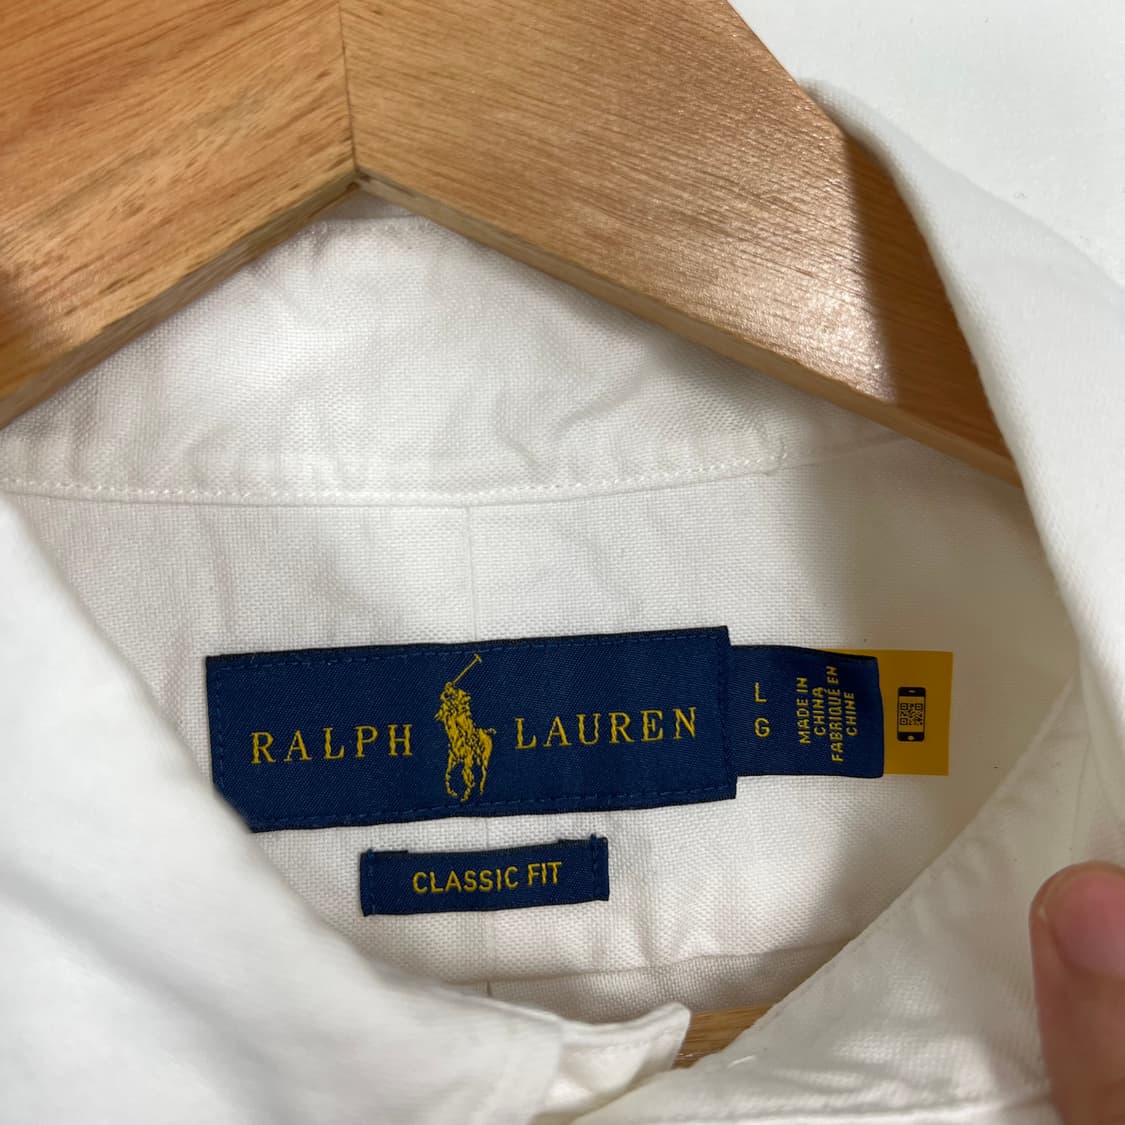 RALPH LAUREN
L
G
MADE IN
CHINA
FABRIQUÉ EN
CHINE
CLASSIC FIT